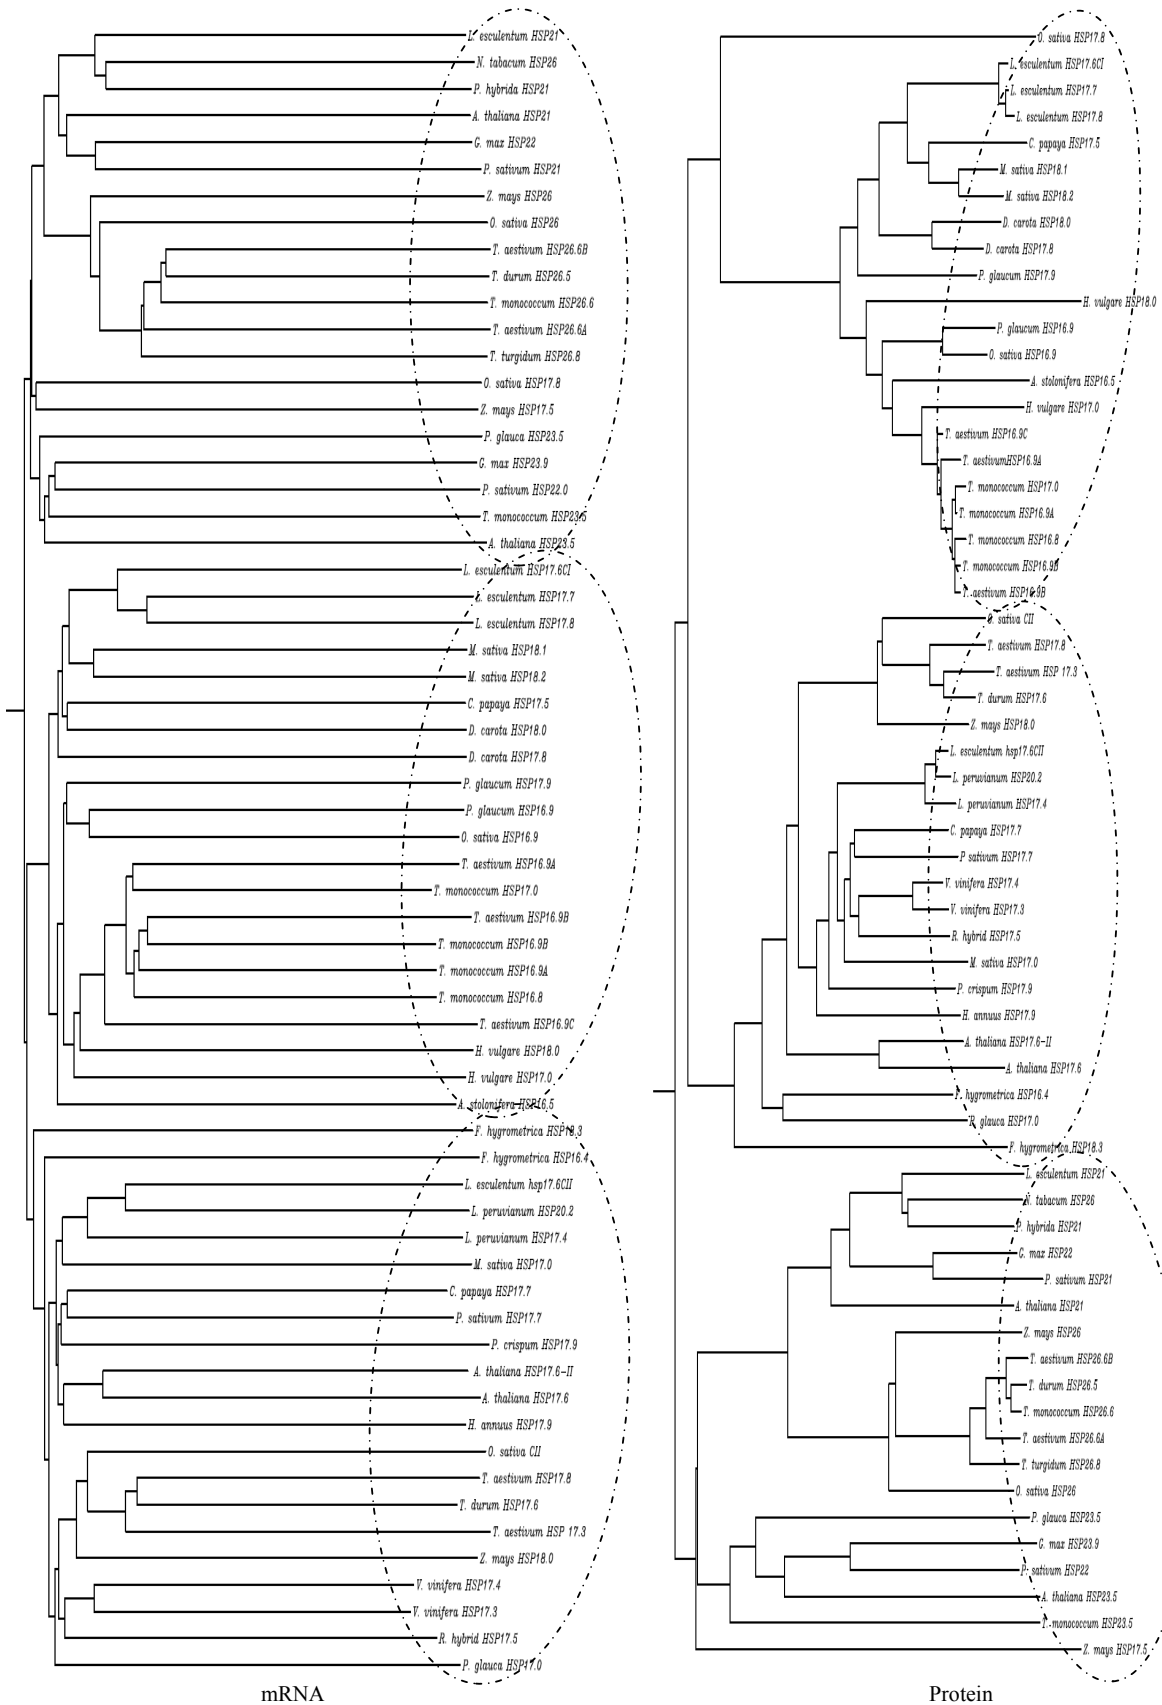 L. esculentum HSP21
N. tabacum HSP26
P. hybrida HSP21
A. thaliana HSP21
G. max HSP22
P. sativum HSP21
Z. mays HSP26
O. sativa HSP26
T. aestivum HSP26.6B
T. durum HSP26.5
T. monococcum HSP26.6
T. aestivum HSP26.6A
T. turgidum HSP26.8
O. sativa HSP17.8
Z. mays HSP17.5
P. glauca HSP23.5
G. max HSP23.9
P. sativum HSP22.0
T. monococcum HSP23.5
A. thaliana HSP23.5
L. esculentum HSP17.6CI
L. esculentum HSP17.7
L. esculentum HSP17.8
M. sativa HSP18.1
M. sativa HSP18.2
C. papaya HSP17.5
D. carota HSP18.0
D. carota HSP17.8
P. glaucum HSP17.9
P. glaucum HSP16.9
O. sativa HSP16.9
T. aestivum HSP16.9A
T. monococcum HSP17.0
T. aestivum HSP16.9B
T. monococcum HSP16.9B
T. monococcum HSP16.9A
T. monococcum HSP16.8
T. aestivum HSP16.9C
H. vulgare HSP18.0
H. vulgare HSP17.0
A. stolonifera HSP16.5
F. hygrometrica HSP18.3
F. hygrometrica HSP16.4
L. esculentum hsp17.6CII
L. peruvianum HSP20.2
L. peruvianum HSP17.4
M. sativa HSP17.0
C. papaya HSP17.7
P. sativum HSP17.7
P. crispum HSP17.9
A. thaliana HSP17.6-II
A. thaliana HSP17.6
H. annuus HSP17.9
O. sativa CII
T. aestivum HSP17.8
T. durum HSP17.6
T. aestivum HSP 17.3
Z. mays HSP18.0
V. vinifera HSP17.4
V. vinifera HSP17.3
R. hybrid HSP17.5
P. glauca HSP17.0
mRNA
O. sativa HSP17.8
L. esculentum HSP17.6CI
L. esculentum HSP17.7
L. esculentum HSP17.8
C. papaya HSP17.5
M. sativa HSP18.1
M. sativa HSP18.2
D. carota HSP18.0
D. carota HSP17.8
P. glaucum HSP17.9
H. vulgare HSP18.0
P. glaucum HSP16.9
O. sativa HSP16.9
A. stolonifera HSP16.5
H. vulgare HSP17.0
T. aestivum HSP16.9C
T. aestivumHSP16.9A
T. monococcum HSP17.0
T. monococcum HSP16.9A
T. monococcum HSP16.8
T. monococcum HSP16.9B
T. aestivum HSP16.9B
O. sativa CII
T. aestivum HSP17.8
T. aestivum HSP 17.3
T. durum HSP17.6
Z. mays HSP18.0
L. esculentum hsp17.6CII
L. peruvianum HSP20.2
L. peruvianum HSP17.4
C. papaya HSP17.7
P sativum HSP17.7
V. vinifera HSP17.4
V. vinifera HSP17.3
R. hybrid HSP17.5
M. sativa HSP17.0
P. crispum HSP17.9
H. annuus HSP17.9
A. thaliana HSP17.6-II
A. thaliana HSP17.6
F. hygrometrica HSP16.4
R. glauca HSP17.0
F. hygrometrica HSP18.3
L. esculentum HSP21
N. tabacum HSP26
P. hybrida HSP21
G. max HSP22
P. sativum HSP21
A. thaliana HSP21
Z. mays HSP26
T. aestivum HSP26.6B
T. durum HSP26.5
T. monococcum HSP26.6
T. aestivum HSP26.6A
T. turgidum HSP26.8
O. sativa HSP26
P. glauca HSP23.5
G. max HSP23.9
P. sativum HSP22
A. thaliana HSP23.5
T. monococcum HSP23.5
Z. mays HSP17.5
Protein